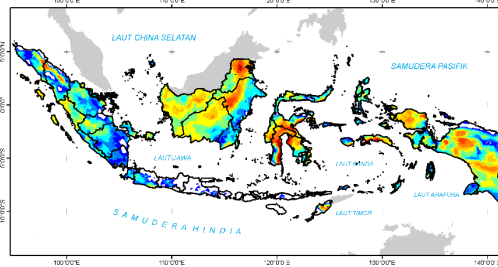 100°0'0"E 110°0'0"E 120°0'0"E 130°0'0"E 140°0'0"E
LAUT CHINA SELATAN
SAMUDERA PASIFIK
LAUT JAWA
LAUT BANDA
LAUT ARAFURA
LAUT TIMOR
SAMUDERA HINDIA
100°0'0"E 110°0'0"E 120°0'0"E 130°0'0"E 140°0'0"E